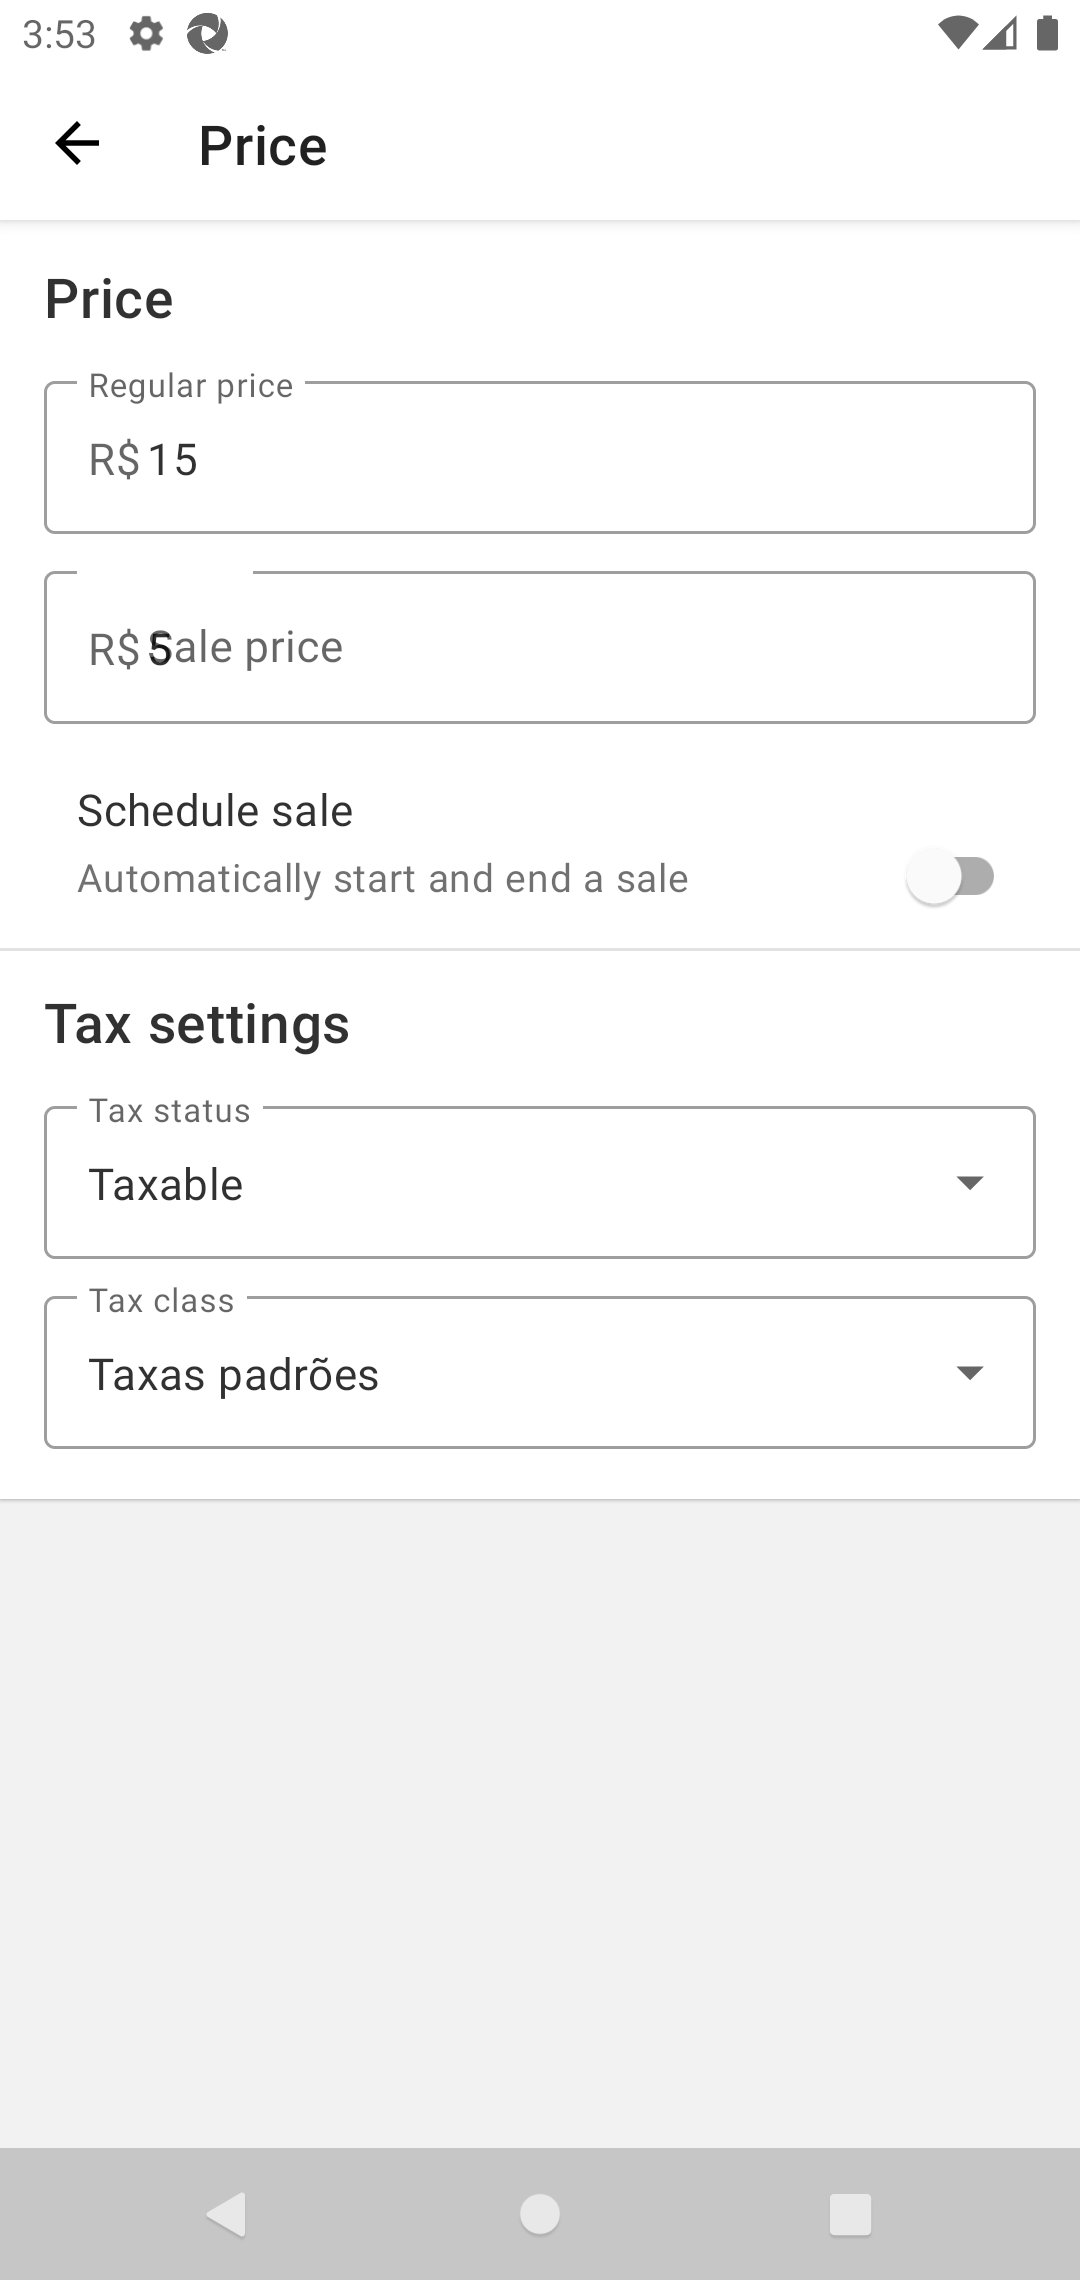 3:53
Price
Price
Regular price
R$ 15
R$ 5
Sale price
Schedule sale
Automatically start and end a sale
Tax settings
Tax status
Taxable
Tax class
Taxas padrões